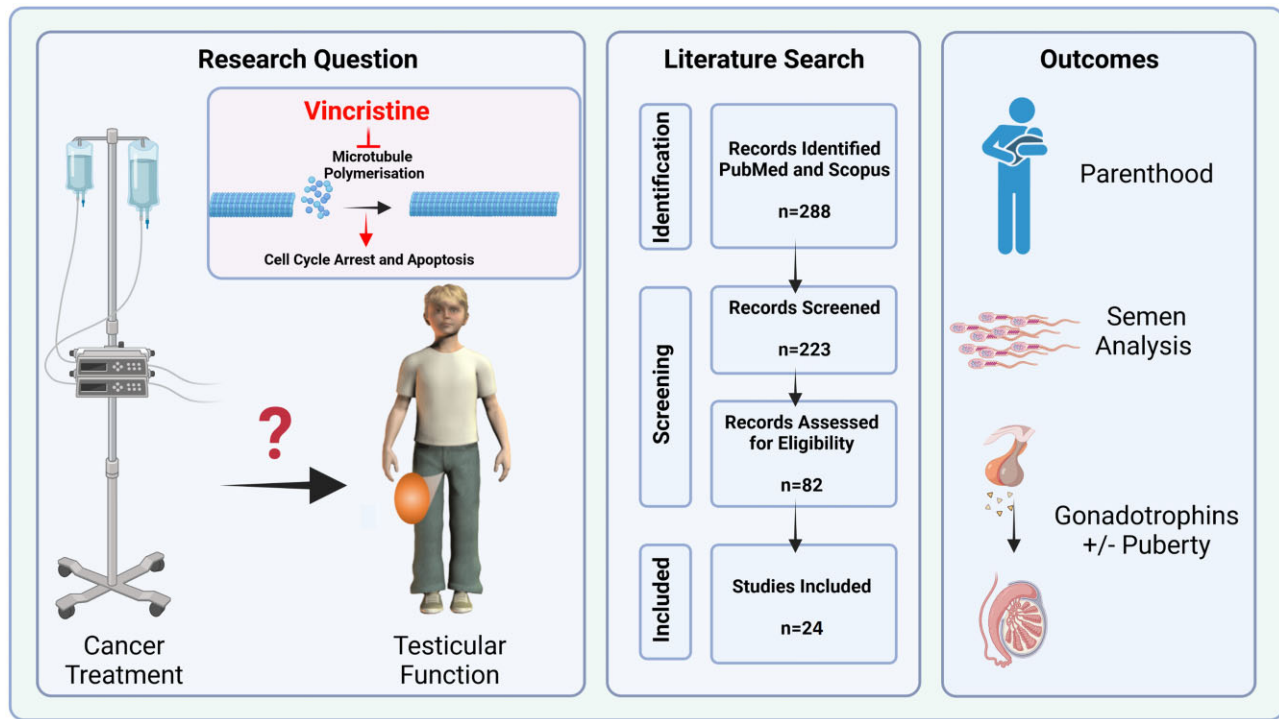 Research Question
Vincristine
Microtubule
Polymerisation
Cell Cycle Arrest and Apoptosis
?
Cancer
Treatment
Testicular
Function
Literature Search
Identification
Records Identified
PubMed and Scopus
n=288
Screening
Records Screened
n=223
Records Assessed
for Eligibility
n=82
Included
Studies Included
n=24
Outcomes
Parenthood
Semen
Analysis
Gonadotrophins
+/- Puberty